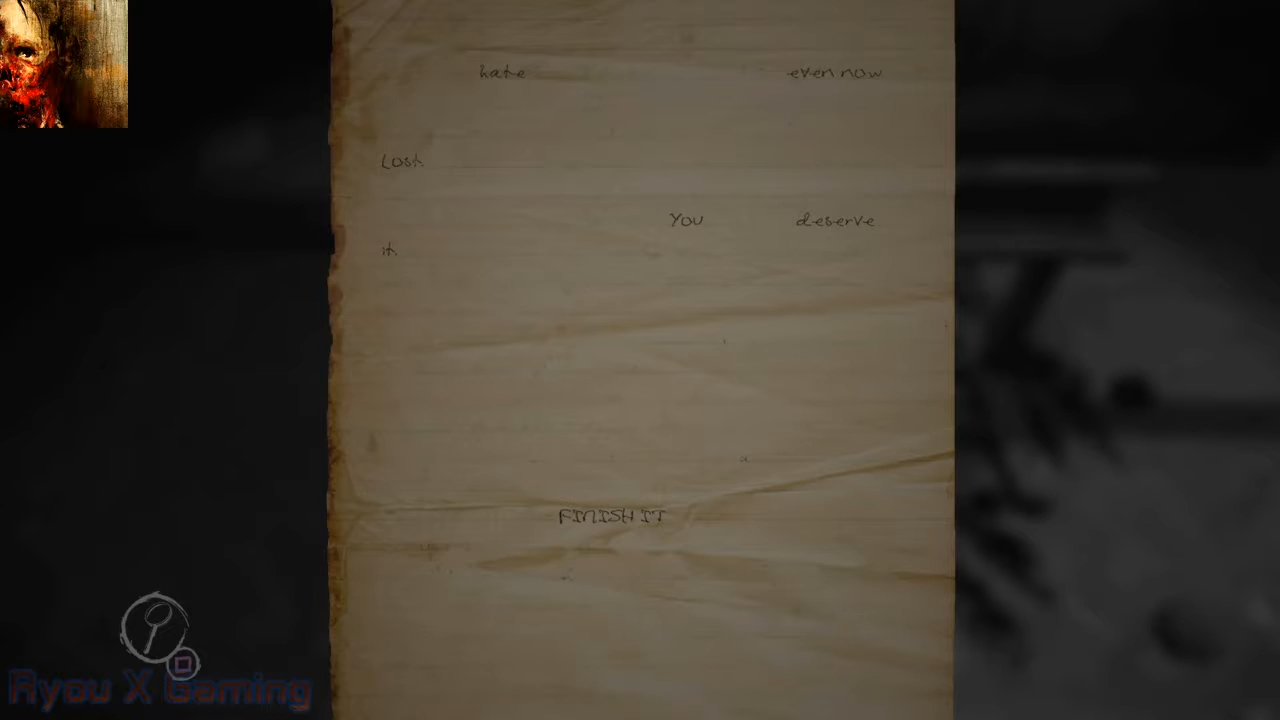 hate even now
Lost.
You deserve
it.
FINISH IT
Ryou X Gaming